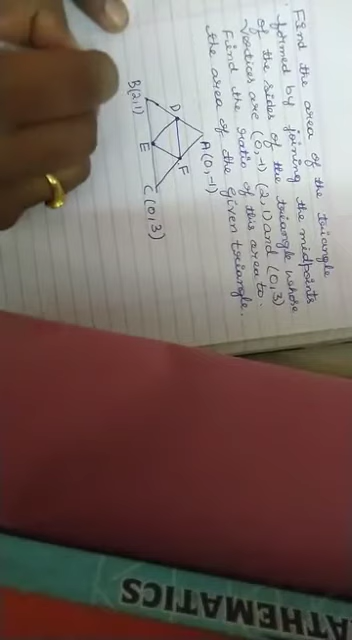 Find the area of the triangle
formed by joining the midpoints
of the sides of the triangle whose
vertices are (0,-1) (2,1) and (0,3)
Find the ratio of this area to
the area of the given triangle.
A(0,-1)
D
F
B(2,1)
E
C(0,3)
ATHEMATICS